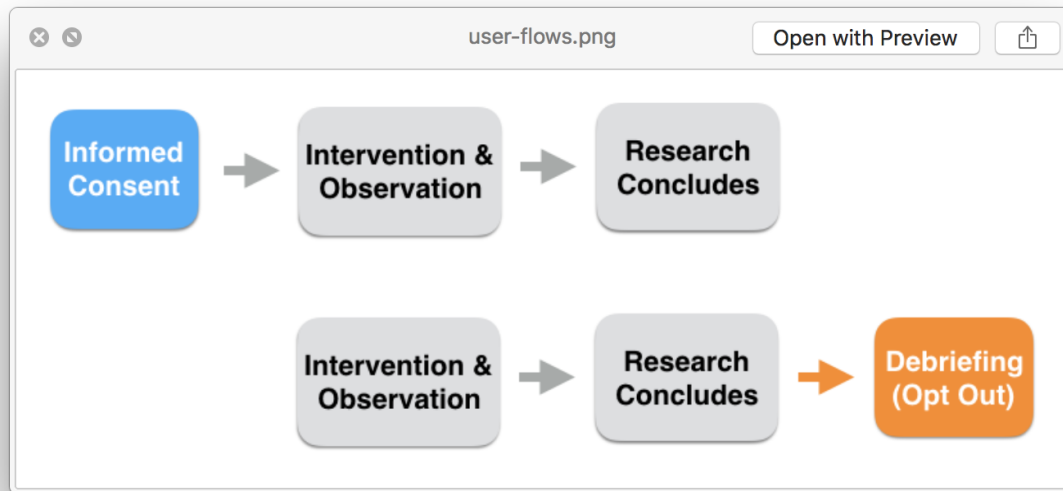 user-flows.png
Open with Preview
Informed
Consent
Intervention &
Observation
Research
Concludes
Intervention &
Observation
Research
Concludes
Debriefing
(Opt Out)